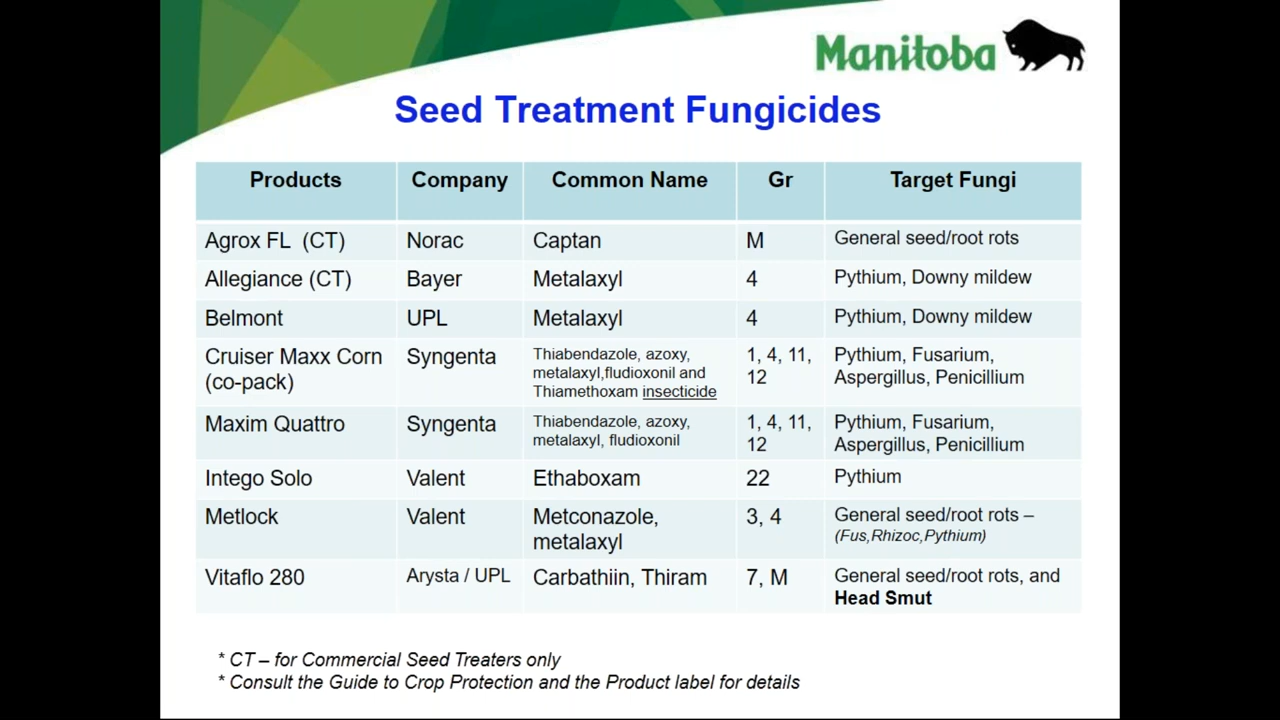 Manitoba
Seed Treatment Fungicides
Products Company Common Name Gr Target Fungi
Agrox FL (CT) Norac Captan M General seed/root rots
Allegiance (CT) Bayer Metalaxyl 4 Pythium, Downy mildew
Belmont UPL Metalaxyl 4 Pythium, Downy mildew
Cruiser Maxx Corn
(co-pack)
Syngenta
Thiabendazole, azoxy,
metalaxyl,fludioxonil and
Thiamethoxam insecticide
1, 4, 11,
12
Pythium, Fusarium,
Aspergillus, Penicillium
Maxim Quattro
Syngenta
Thiabendazole, azoxy,
metalaxyl, fludioxonil
1, 4, 11,
12
Pythium, Fusarium,
Aspergillus, Penicillium
Intego Solo Valent Ethaboxam 22 Pythium
Metlock
Valent
Metconazole,
metalaxyl
3, 4
General seed/root rots –
(Fus,Rhizoc,Pythium)
Vitaflo 280
Arysta / UPL
Carbathiin, Thiram
7, M
General seed/root rots, and
Head Smut
* CT – for Commercial Seed Treaters only
* Consult the Guide to Crop Protection and the Product label for details